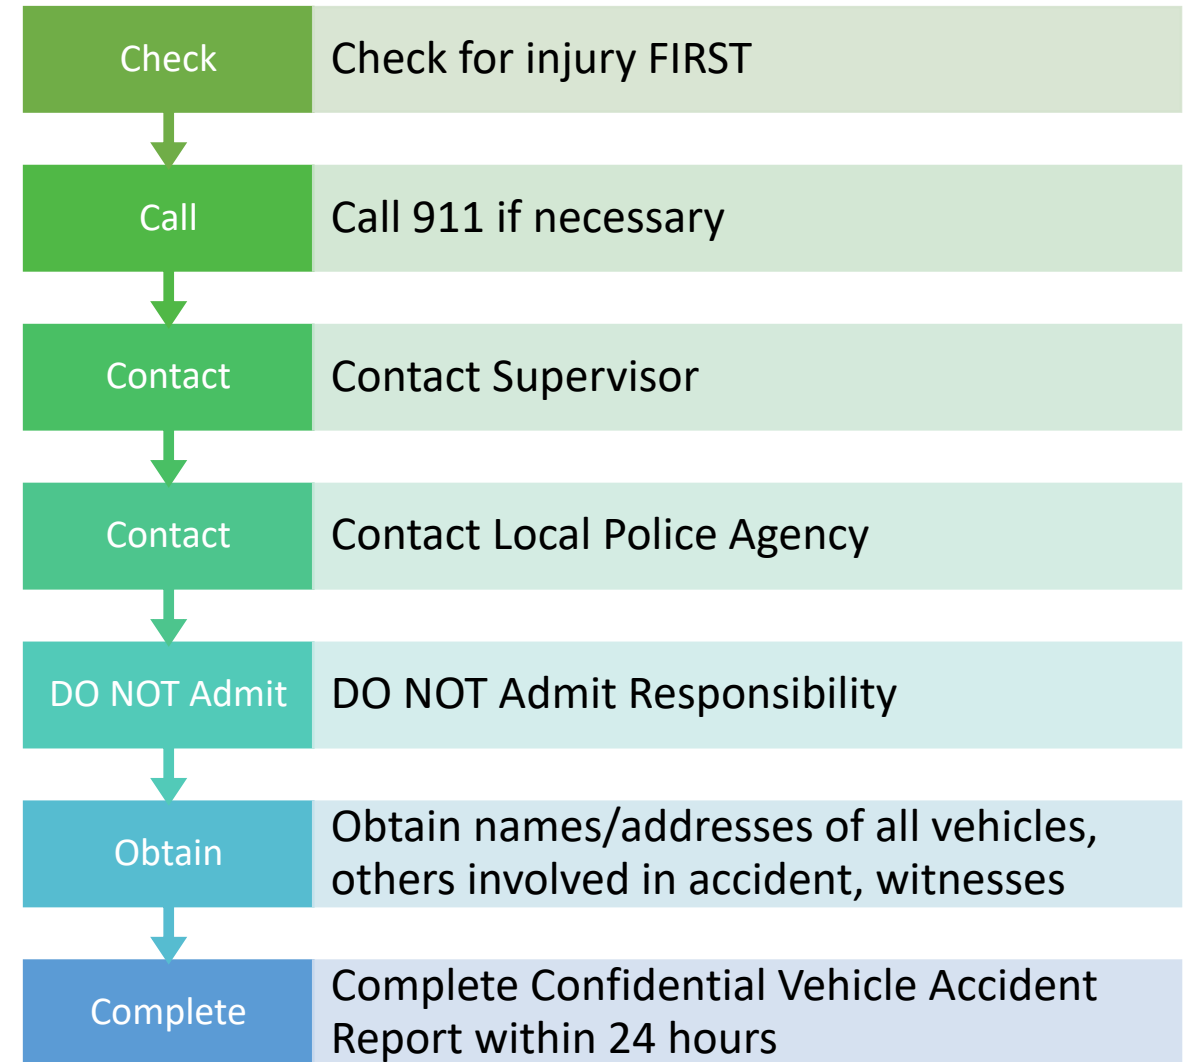 Check
Check for injury FIRST
Call
Call 911 if necessary
Contact
Contact Supervisor
Contact
Contact Local Police Agency
DO NOT Admit
DO NOT Admit Responsibility
Obtain
Obtain names/addresses of all vehicles,
others involved in accident, witnesses
Complete
Complete Confidential Vehicle Accident
Report within 24 hours